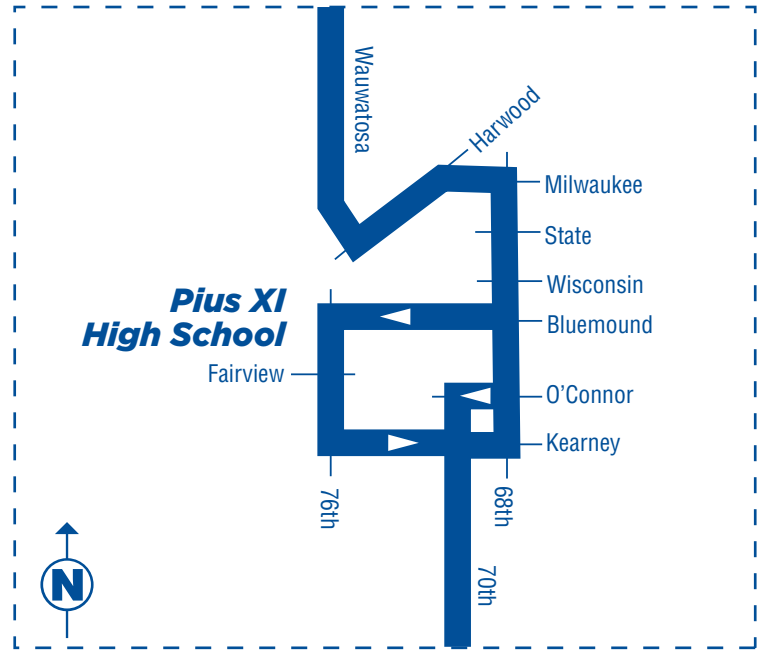 Wauwatosa
Harwood
Milwaukee
State
Wisconsin
Pius XI
High School
Bluemound
Fairview
O'Connor
Kearney
76th
68th
70th
N